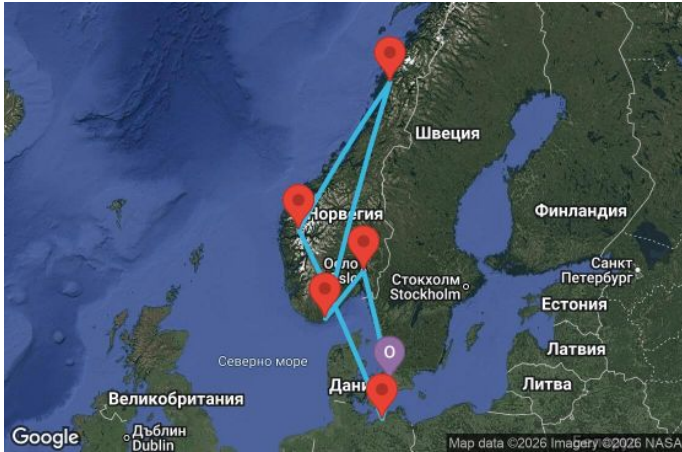 Швеция
Норвегия
Финландия
Осло
Oslo
Санкт
Петербург
Стокхолм
Stockholm
Естония
Северно море
O
Латвия
Дани
Литва
Великобритания
Дъблин
Dublin
Google
Map data ©2026 Imagery ©2026 NASA